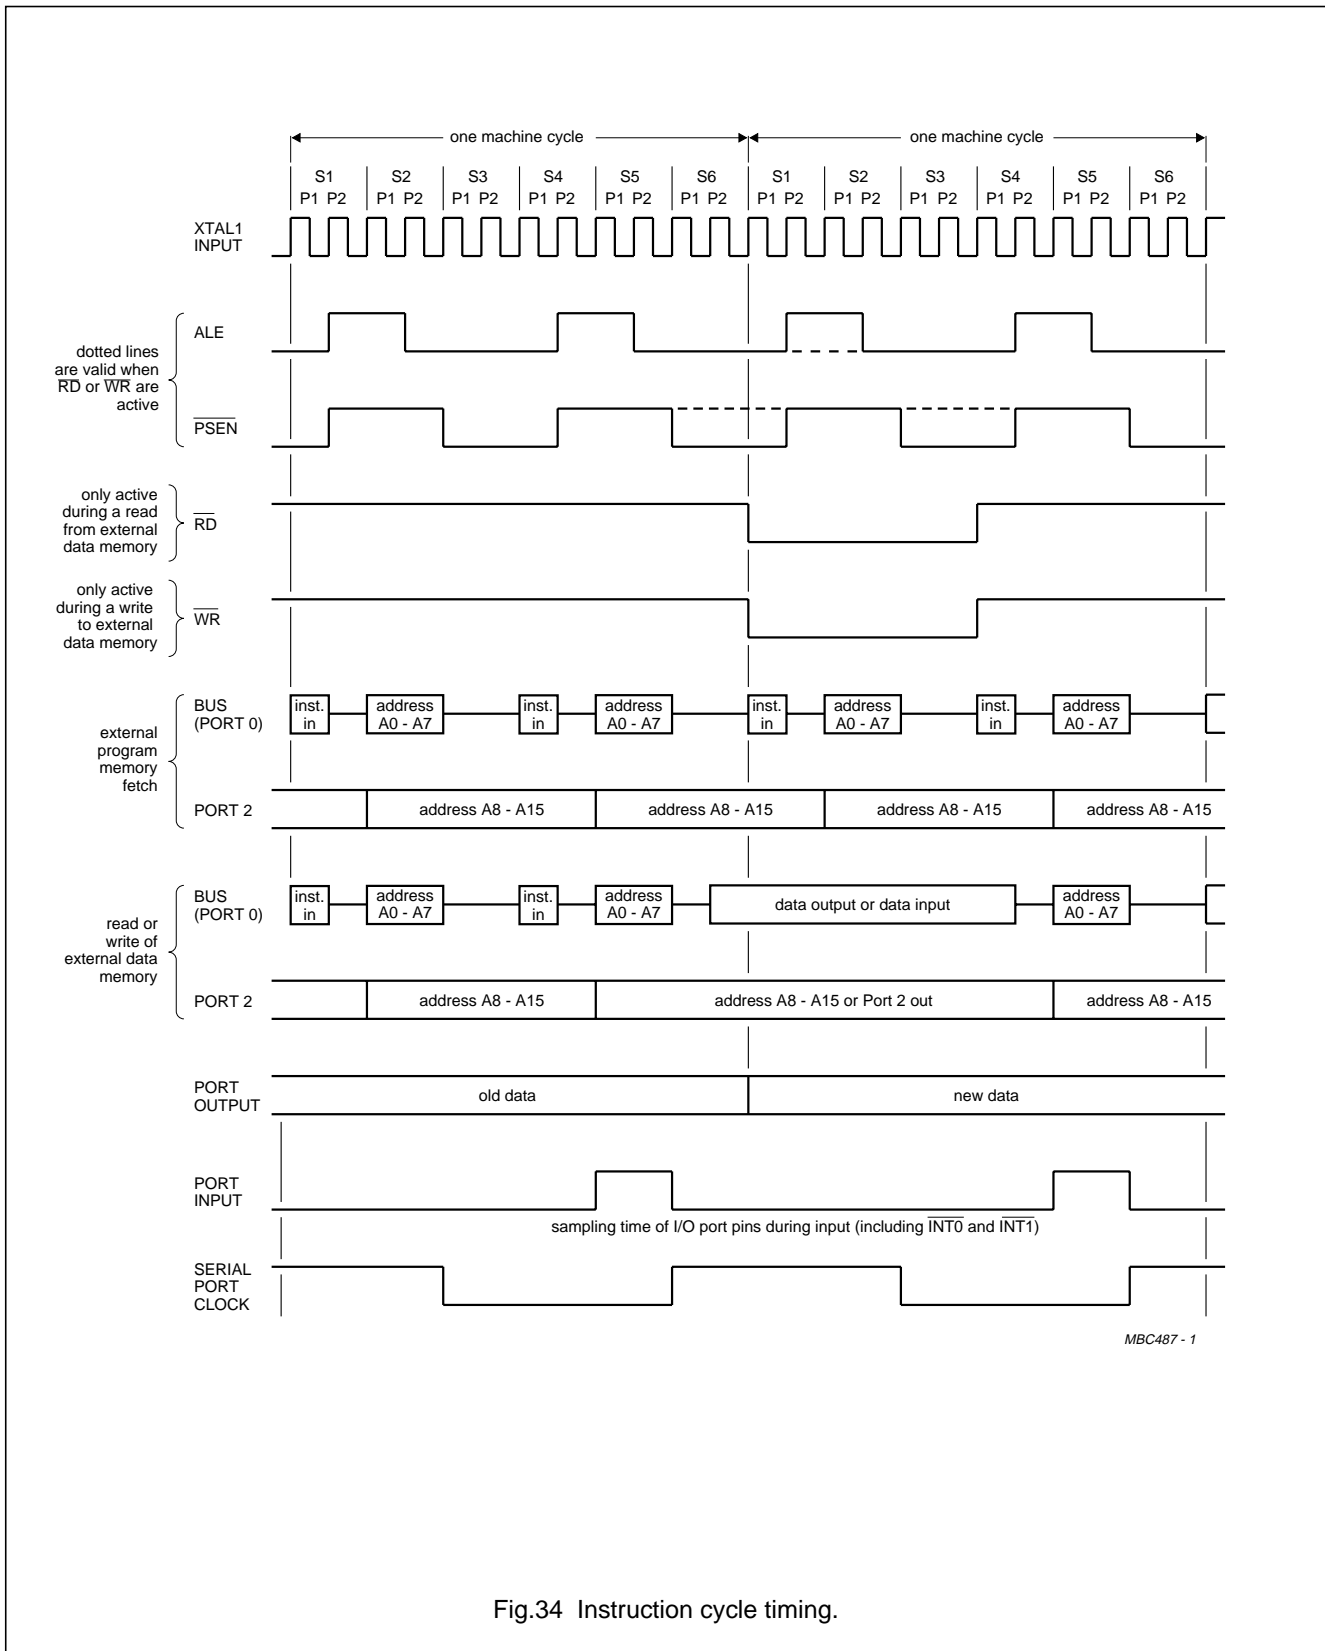 one machine cycle one machine cycle
S1 S2 S3 S4 S5 S6 S1 S2 S3 S4 S5 S6
P1 P2 P1 P2 P1 P2 P1 P2 P1 P2 P1 P2 P1 P2 P1 P2 P1 P2 P1 P2 P1 P2 P1 P2
XTAL1
INPUT
dotted lines
are valid when
R̅D̅ or W̅R̅ are
active
ALE
P̅S̅E̅N̅
only active
during a read
from external
data memory
R̅D̅
only active
during a write
to external
data memory
W̅R̅
external
program
memory
fetch
BUS
(PORT 0)
inst. address inst. address inst. address inst. address
in A0 - A7 in A0 - A7 in A0 - A7 in A0 - A7
PORT 2
address A8 - A15 address A8 - A15 address A8 - A15 address A8 - A15
read or
write of
external data
memory
BUS
(PORT 0)
inst. address inst. address data output or data input address
in A0 - A7 in A0 - A7 A0 - A7
PORT 2
address A8 - A15 address A8 - A15 or Port 2 out address A8 - A15
PORT
OUTPUT
old data new data
PORT
INPUT
sampling time of I/O port pins during input (including I̅N̅T̅0̅ and I̅N̅T̅1̅)
SERIAL
PORT
CLOCK
MBC487 - 1
Fig.34 Instruction cycle timing.